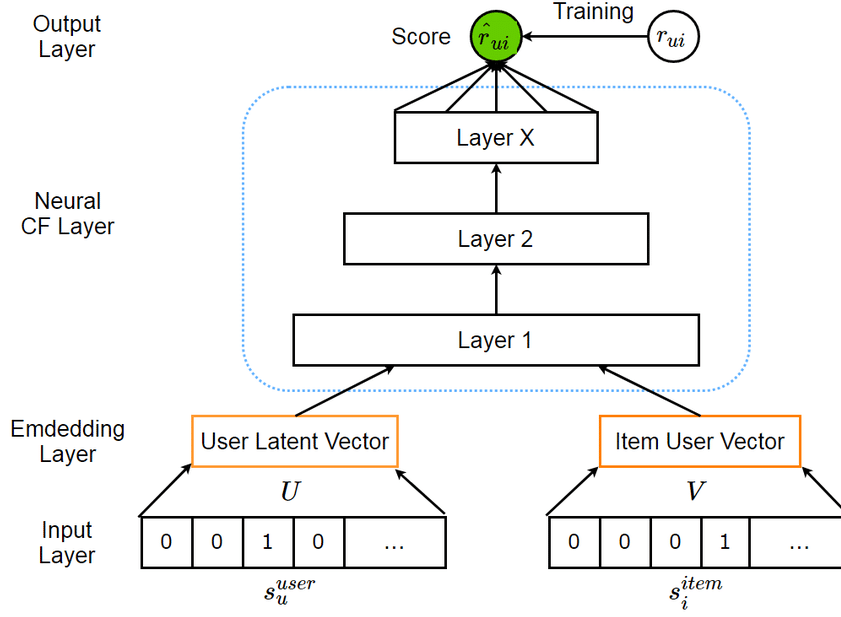 Output
Layer
Score
r̂ui
Training
rui
Layer X
Neural
CF Layer
Layer 2
Layer 1
Emdedding
Layer
User Latent Vector
Item User Vector
U
V
Input
Layer
0 0 1 0 ...
0 0 0 1 ...
s_u^user
s_i^item